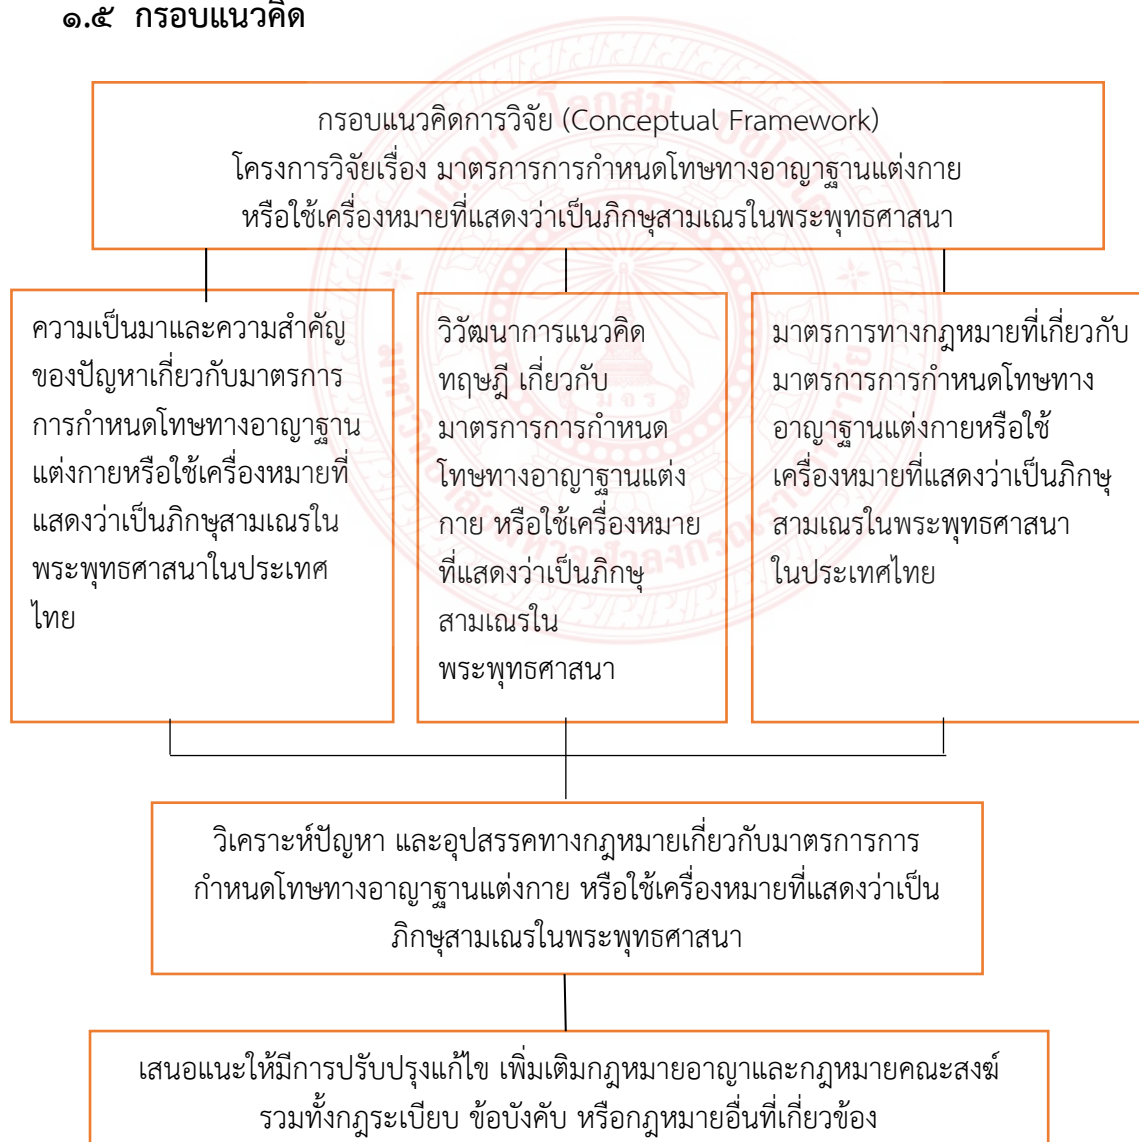 ๑.๕ กรอบแนวคิด
กรอบแนวคิดการวิจัย (Conceptual Framework)
โครงการวิจัยเรื่อง มาตรการการกำหนดโทษทางอาญาฐานแต่งกาย
หรือใช้เครื่องหมายที่แสดงว่าเป็นภิกษุสามเณรในพระพุทธศาสนา
ความเป็นมาและความสำคัญ
ของปัญหาเกี่ยวกับมาตรการ
การกำหนดโทษทางอาญาฐาน
แต่งกายหรือใช้เครื่องหมายที่
แสดงว่าเป็นภิกษุสามเณรใน
พระพุทธศาสนาในประเทศ
ไทย
วิวัฒนาการแนวคิด
ทฤษฎี เกี่ยวกับ
มาตรการการกำหนด
โทษทางอาญาฐานแต่ง
กาย หรือใช้เครื่องหมาย
ที่แสดงว่าเป็นภิกษุ
สามเณรใน
พระพุทธศาสนา
มาตรการทางกฎหมายที่เกี่ยวกับ
มาตรการการกำหนดโทษทาง
อาญาฐานแต่งกายหรือใช้
เครื่องหมายที่แสดงว่าเป็นภิกษุ
สามเณรในพระพุทธศาสนา
ในประเทศไทย
วิเคราะห์ปัญหา และอุปสรรคทางกฎหมายเกี่ยวกับมาตรการการ
กำหนดโทษทางอาญาฐานแต่งกาย หรือใช้เครื่องหมายที่แสดงว่าเป็น
ภิกษุสามเณรในพระพุทธศาสนา
เสนอแนะให้มีการปรับปรุงแก้ไข เพิ่มเติมกฎหมายอาญาและกฎหมายคณะสงฆ์
รวมทั้งกฎระเบียบ ข้อบังคับ หรือกฎหมายอื่นที่เกี่ยวข้อง